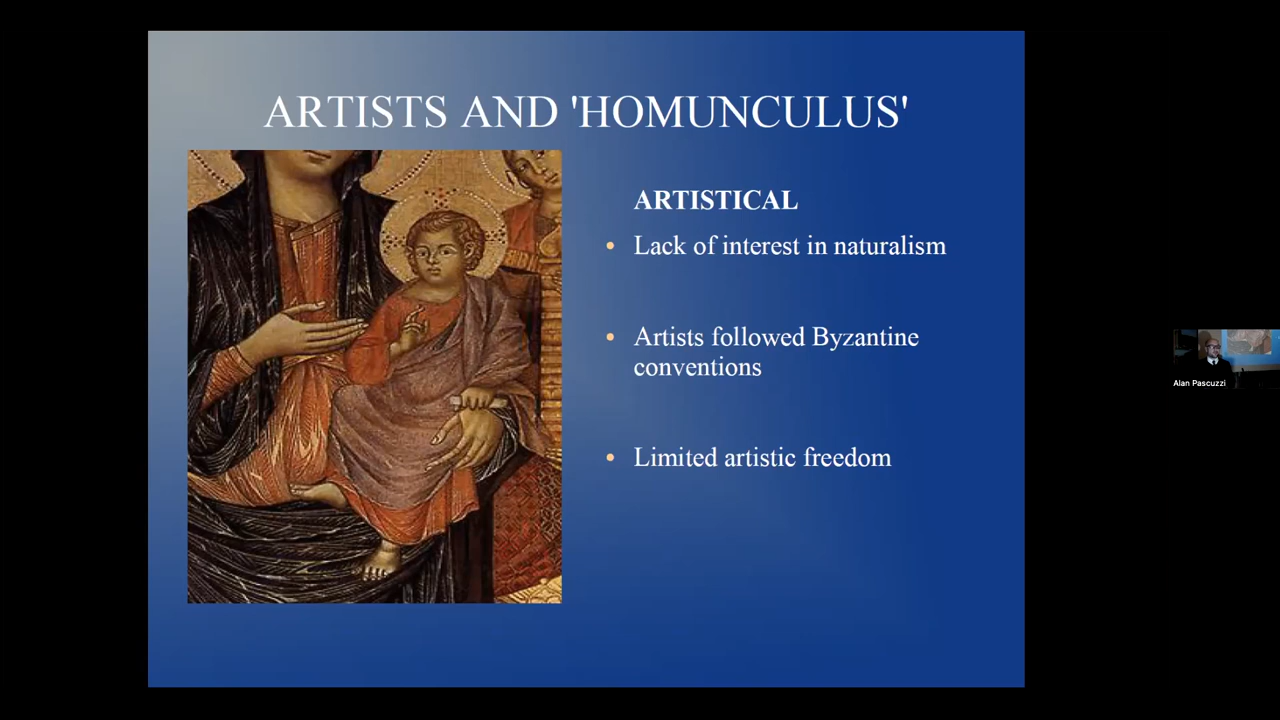 ARTISTS AND 'HOMUNCULUS'
ARTISTICAL
• Lack of interest in naturalism
• Artists followed Byzantine
conventions
• Limited artistic freedom
Alan Pascuzzi